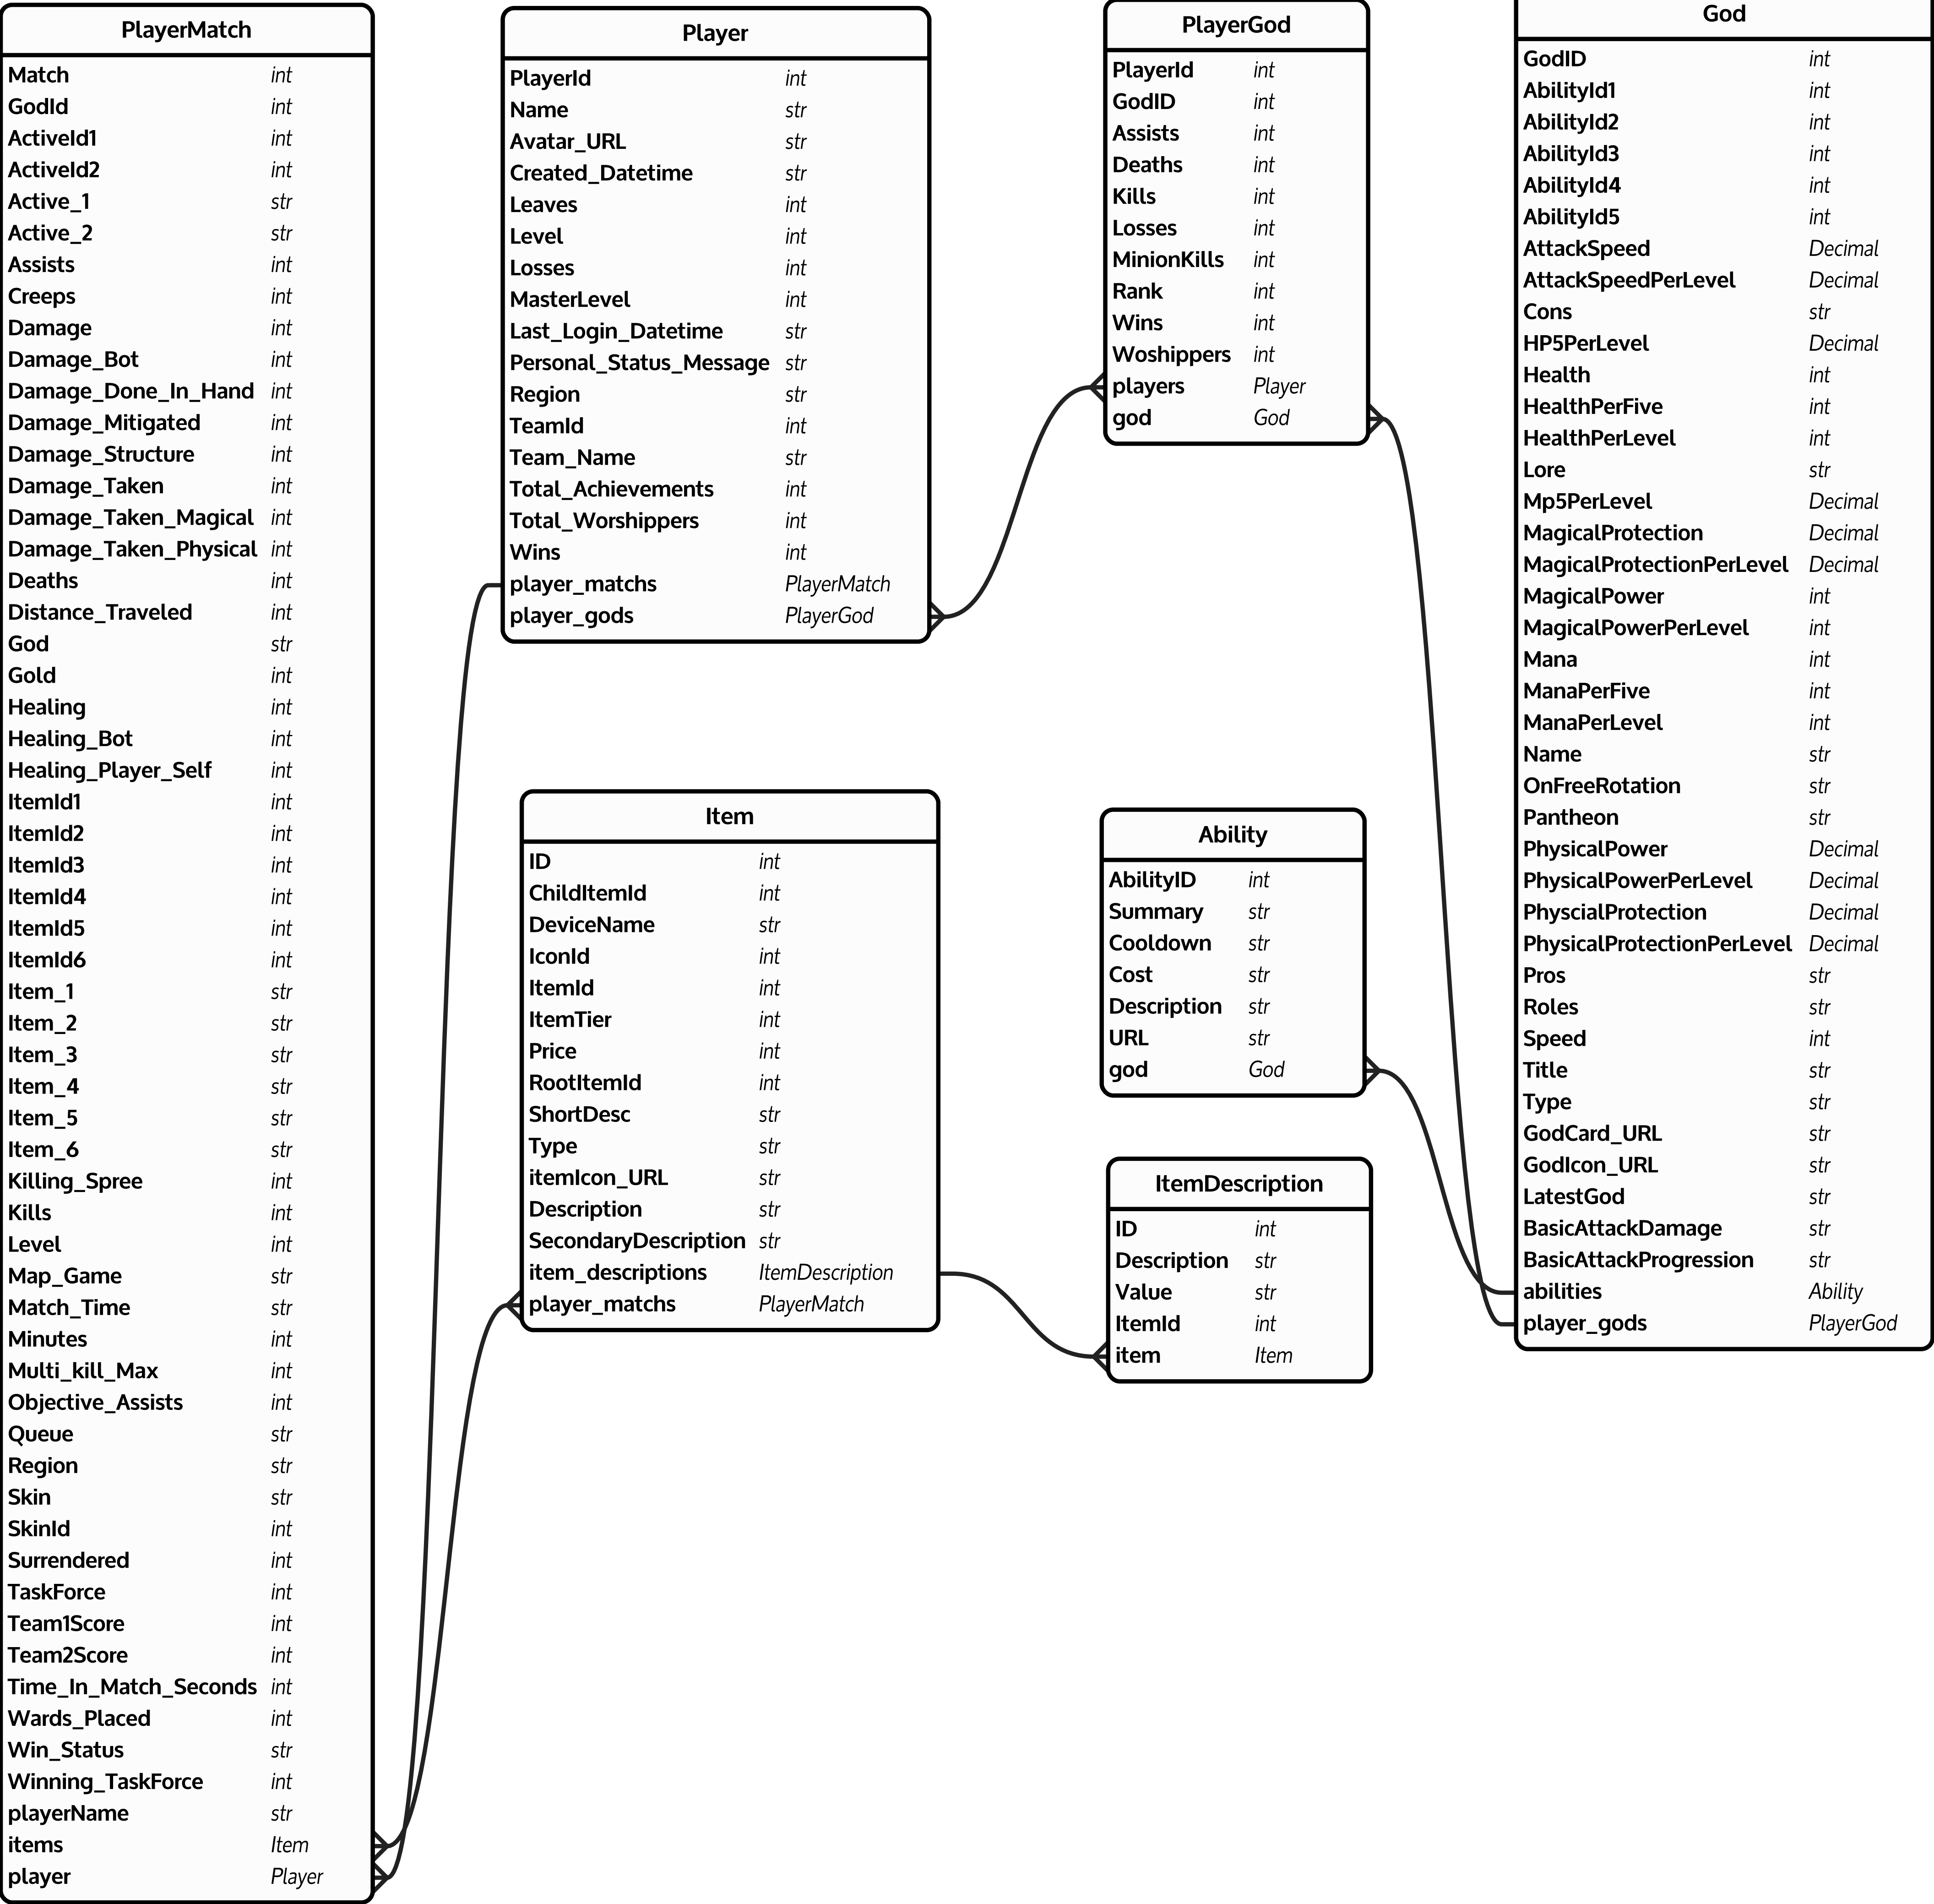 PlayerMatch
Match int
GodId int
ActiveId1 int
ActiveId2 int
Active_1 str
Active_2 str
Assists int
Creeps int
Damage int
Damage_Bot int
Damage_Done_In_Hand int
Damage_Mitigated int
Damage_Structure int
Damage_Taken int
Damage_Taken_Magical int
Damage_Taken_Physical int
Deaths int
Distance_Traveled int
God str
Gold int
Healing int
Healing_Bot int
Healing_Player_Self int
ItemId1 int
ItemId2 int
ItemId3 int
ItemId4 int
ItemId5 int
ItemId6 int
Item_1 str
Item_2 str
Item_3 str
Item_4 str
Item_5 str
Item_6 str
Killing_Spree int
Kills int
Level int
Map_Game str
Match_Time str
Minutes int
Multi_kill_Max int
Objective_Assists int
Queue str
Region str
Skin str
SkinId int
Surrendered int
TaskForce int
Team1Score int
Team2Score int
Time_In_Match_Seconds int
Wards_Placed int
Win_Status str
Winning_TaskForce int
playerName str
items Item
player Player
Player
PlayerId int
Name str
Avatar_URL str
Created_Datetime str
Leaves int
Level int
Losses int
MasterLevel int
Last_Login_Datetime str
Personal_Status_Message str
Region str
TeamId int
Team_Name str
Total_Achievements int
Total_Worshippers int
Wins int
player_matchs PlayerMatch
player_gods PlayerGod
Item
ID int
ChildItemId int
DeviceName str
IconId int
ItemId int
ItemTier int
Price int
RootItemId int
ShortDesc str
Type str
itemIcon_URL str
Description str
SecondaryDescription str
item_descriptions ItemDescription
player_matchs PlayerMatch
PlayerGod
PlayerId int
GodID int
Assists int
Deaths int
Kills int
Losses int
MinionKills int
Rank int
Wins int
Woshippers int
players Player
god God
Ability
AbilityID int
Summary str
Cooldown str
Cost str
Description str
URL str
god God
ItemDescription
ID int
Description str
Value str
ItemId int
item Item
God
GodID int
AbilityId1 int
AbilityId2 int
AbilityId3 int
AbilityId4 int
AbilityId5 int
AttackSpeed Decimal
AttackSpeedPerLevel Decimal
Cons str
HP5PerLevel Decimal
Health int
HealthPerFive int
HealthPerLevel int
Lore str
Mp5PerLevel Decimal
MagicalProtection Decimal
MagicalProtectionPerLevel Decimal
MagicalPower int
MagicalPowerPerLevel int
Mana int
ManaPerFive int
ManaPerLevel int
Name str
OnFreeRotation str
Pantheon str
PhysicalPower Decimal
PhysicalPowerPerLevel Decimal
PhyscialProtection Decimal
PhysicalProtectionPerLevel Decimal
Pros str
Roles str
Speed int
Title str
Type str
GodCard_URL str
GodIcon_URL str
LatestGod str
BasicAttackDamage str
BasicAttackProgression str
abilities Ability
player_gods PlayerGod